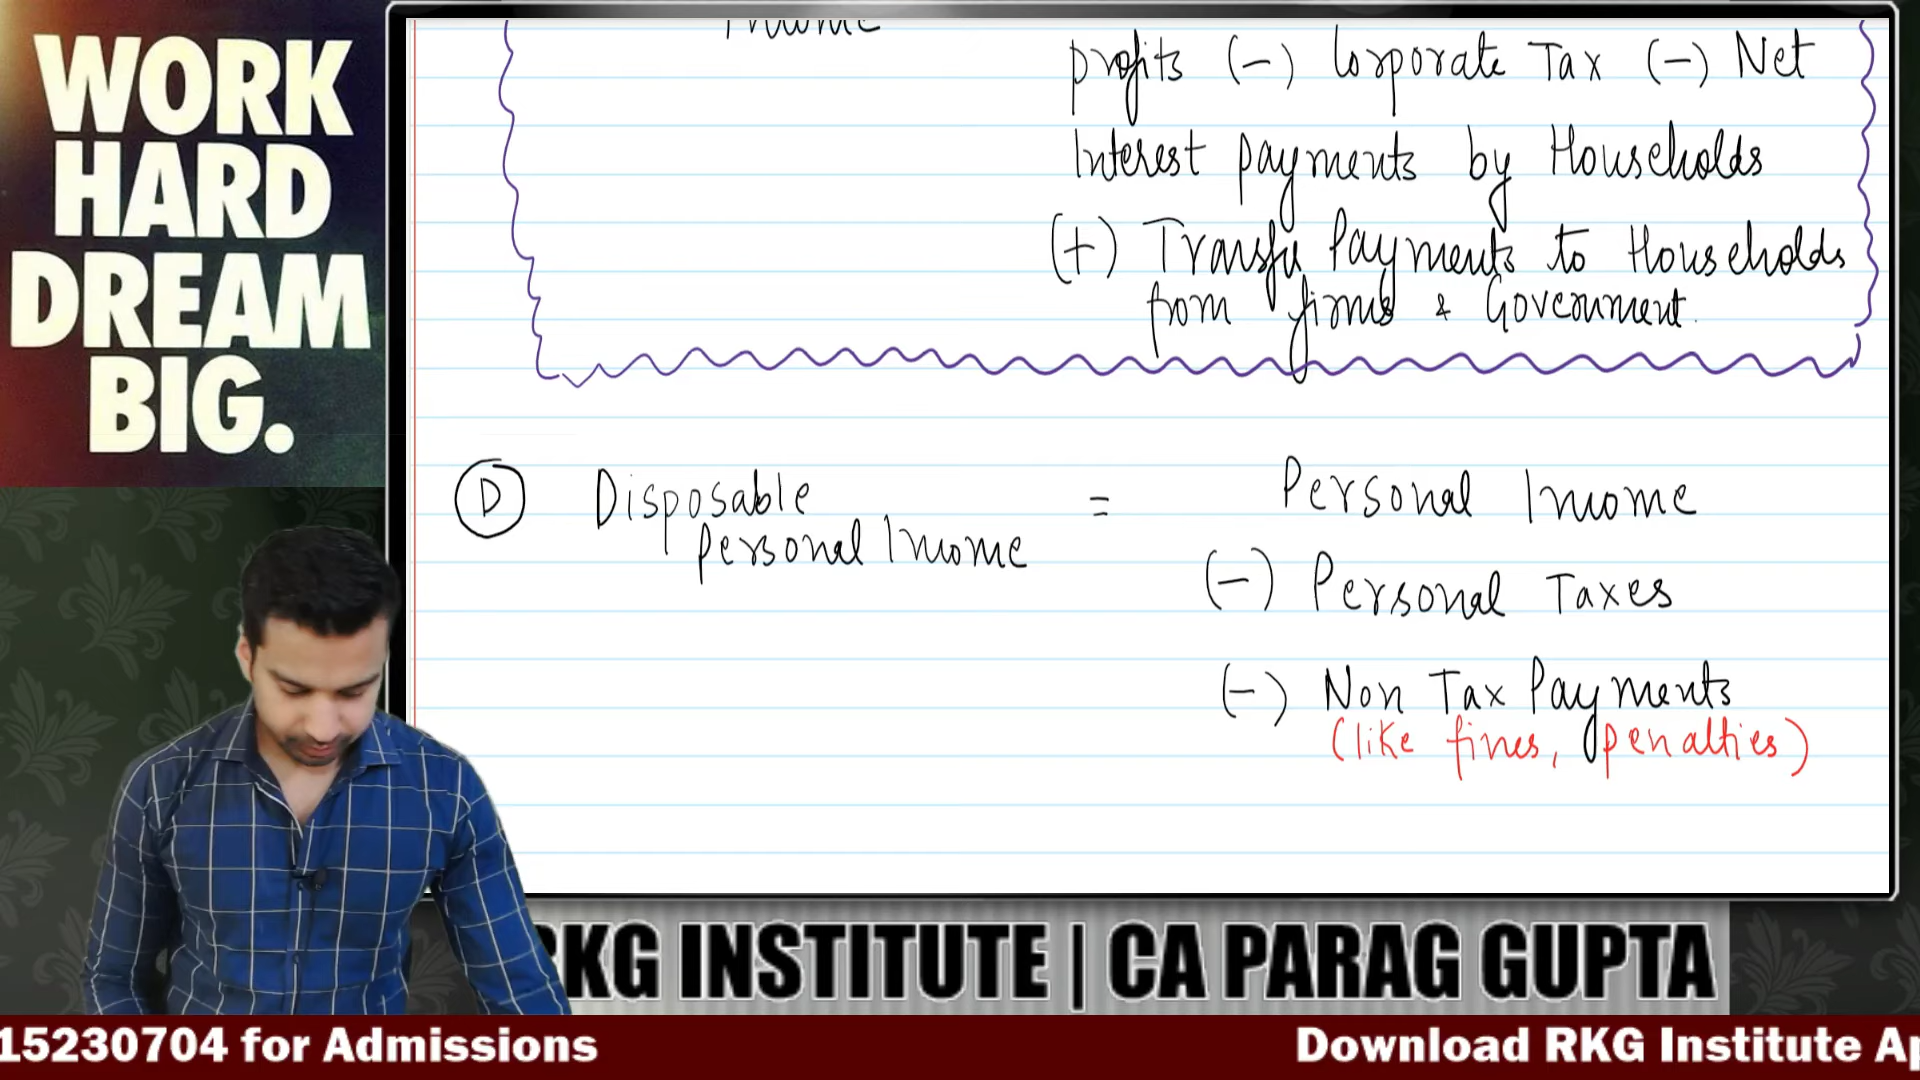 WORK
HARD
DREAM
BIG.
Income
profits (-) Corporate Tax (-) Net
Interest payments by Households
(+) Transfer Payments to Households
from firms & Government.
D Disposable = Personal Income
personal Income
(-) Personal Taxes
(-) Non Tax Payments
(like fines, penalties)
RKG INSTITUTE | CA PARAG GUPTA
15230704 for Admissions
Download RKG Institute Ap